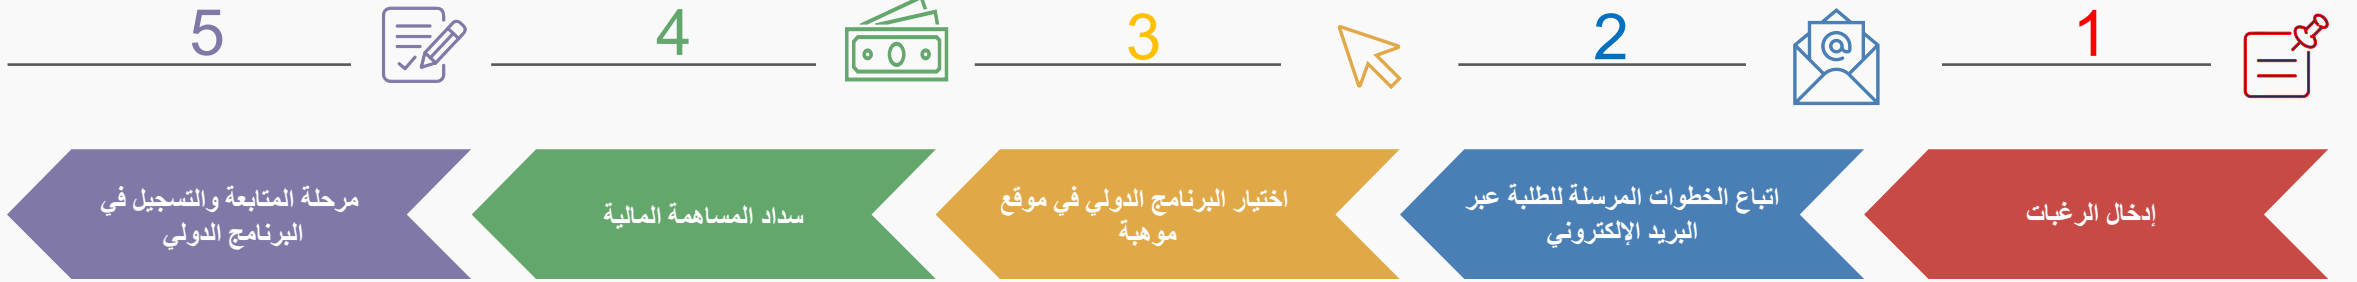 1
2
3
4
5
إدخال الرغبات
اتباع الخطوات المرسلة للطلبة عبر
البريد الإلكتروني
اختيار البرنامج الدولي في موقع
موهبة
سداد المساهمة المالية
مرحلة المتابعة والتسجيل في
البرنامج الدولي